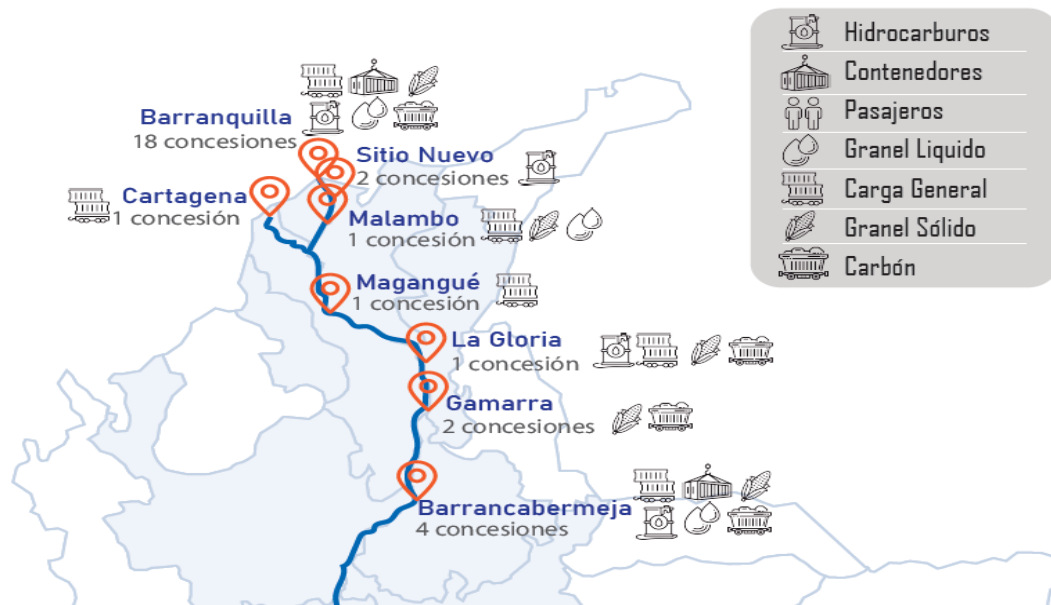 Hidrocarburos
Contenedores
Pasajeros
Granel Liquido
Carga General
Granel Sólido
Carbón
Barranquilla
18 concesiones
Sitio Nuevo
2 concesiones
Cartagena
1 concesión
Malambo
1 concesión
Magangué
1 concesión
La Gloria
1 concesión
Gamarra
2 concesiones
Barrancabermeja
4 concesiones